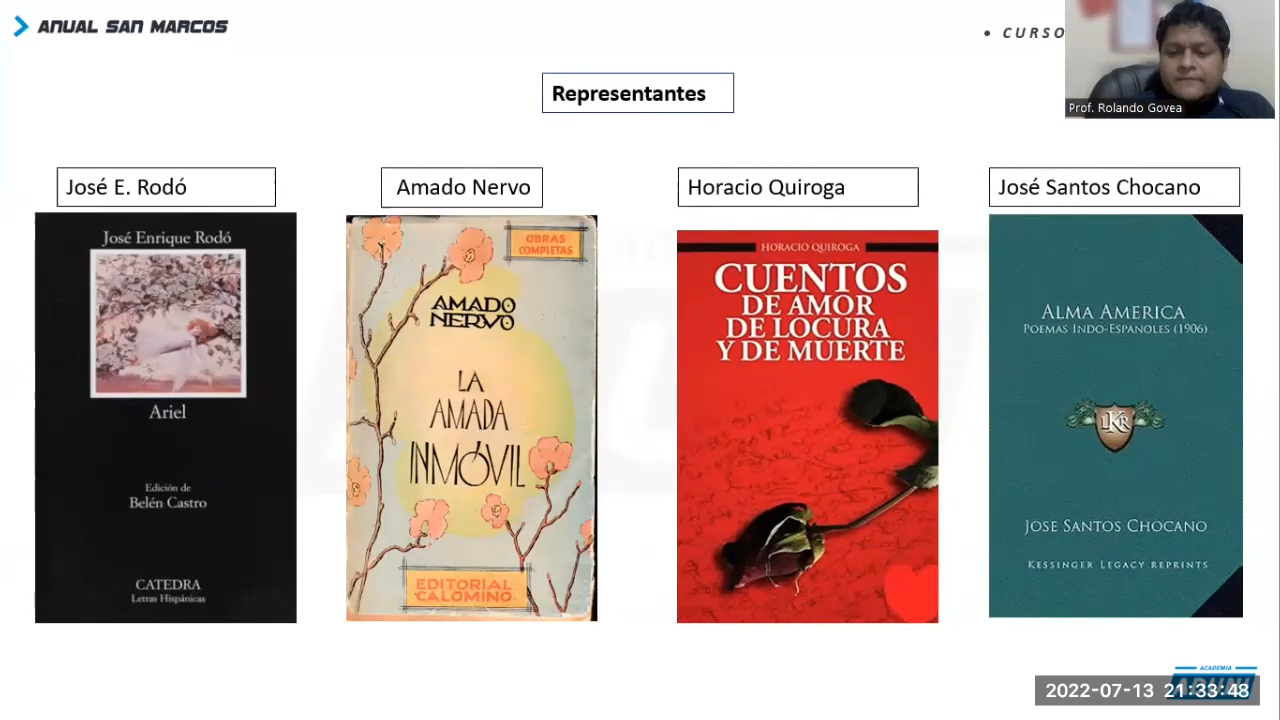 ANUAL SAN MARCOS
• CURSO
Prof. Rolando Govea
Representantes
José E. Rodó
Amado Nervo
Horacio Quiroga
José Santos Chocano
José Enrique Rodó
Ariel
Edición de
Belén Castro
CATEDRA
Letras Hispánicas
OBRAS
COMPLETAS
AMADO
NERVO
LA
AMADA
INMÓVIL
EDITORIAL
CALOMINO
HORACIO QUIROGA
CUENTOS
DE AMOR
DE LOCURA
Y DE MUERTE
ALMA AMERICA
POEMAS INDO-ESPANOLES (1906)
LKR
JOSE SANTOS CHOCANO
KESSINGER LEGACY REPRINTS
ACADEMIA
2022-07-13 21:33:48